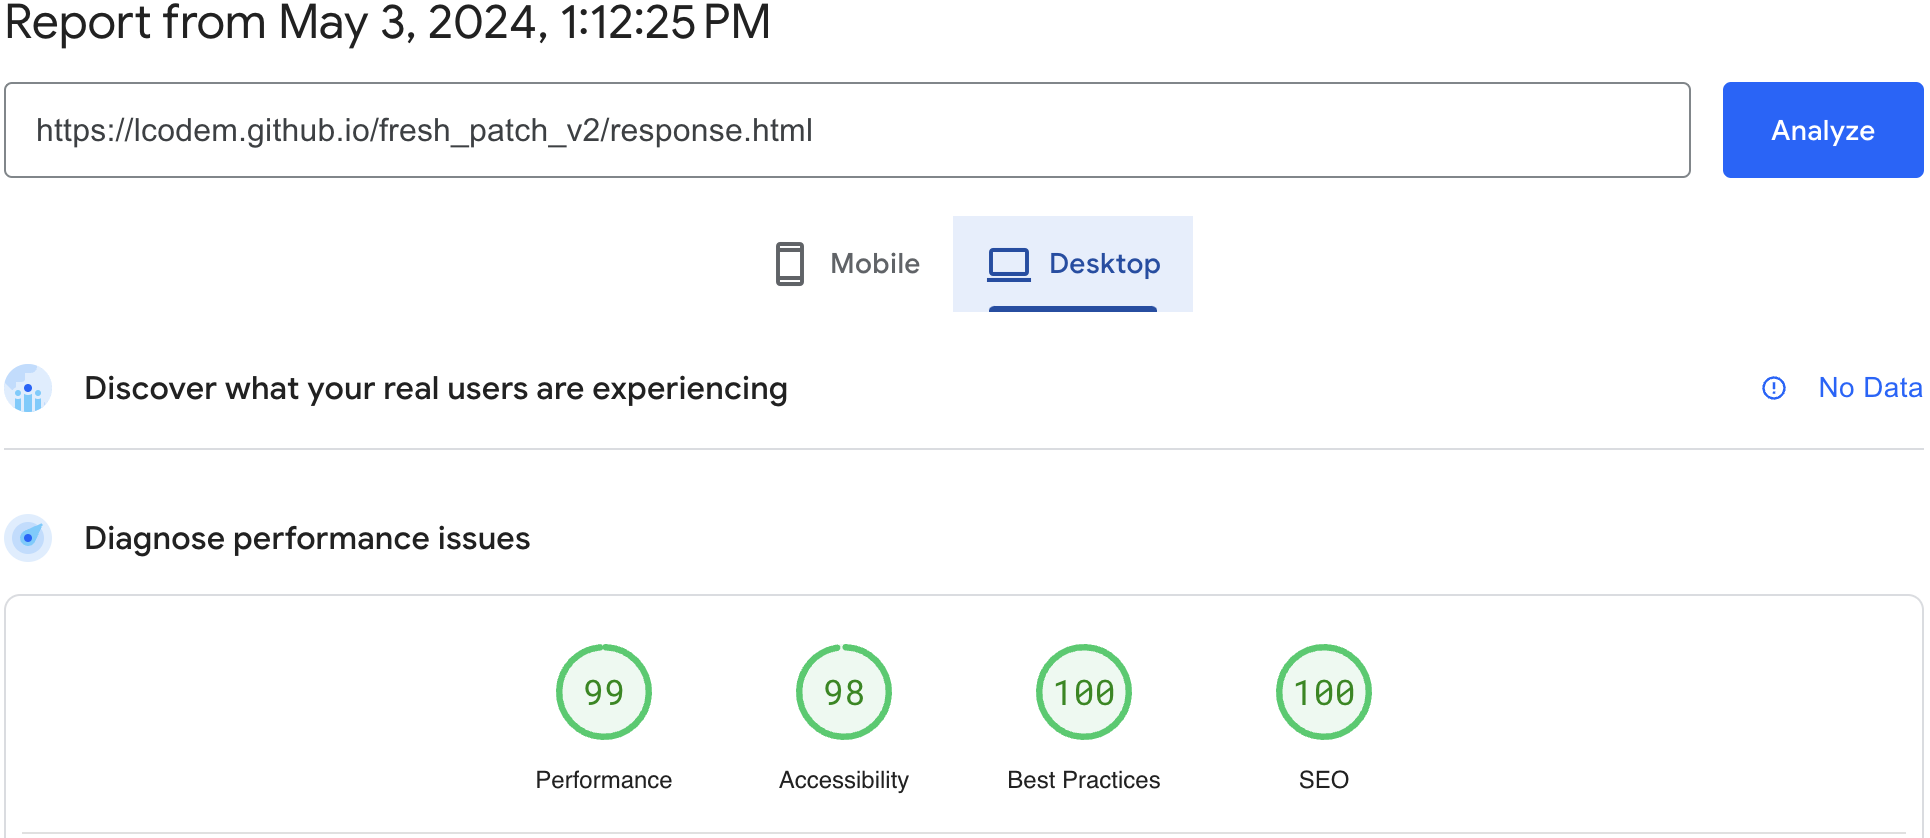 Report from May 3, 2024, 1:12:25 PM
https://lcodem.github.io/fresh_patch_v2/response.html
Analyze
Mobile
Desktop
Discover what your real users are experiencing
No Data
Diagnose performance issues
99
98
100
100
Performance
Accessibility
Best Practices
SEO